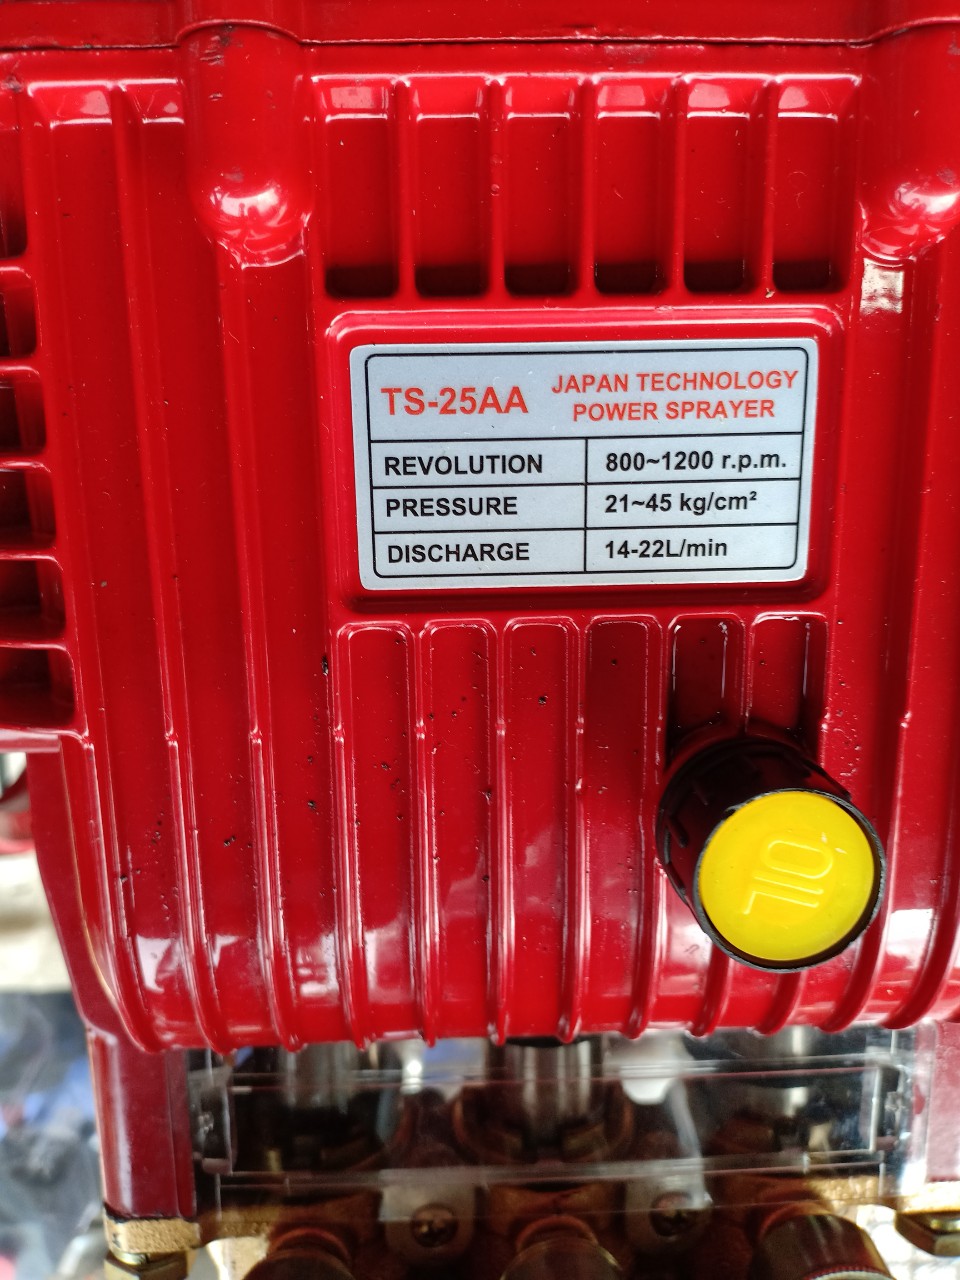 TS-25AA
JAPAN TECHNOLOGY
POWER SPRAYER
REVOLUTION 800~1200 r.p.m.
PRESSURE 21~45 kg/cm²
DISCHARGE 14-22L/min
OIL